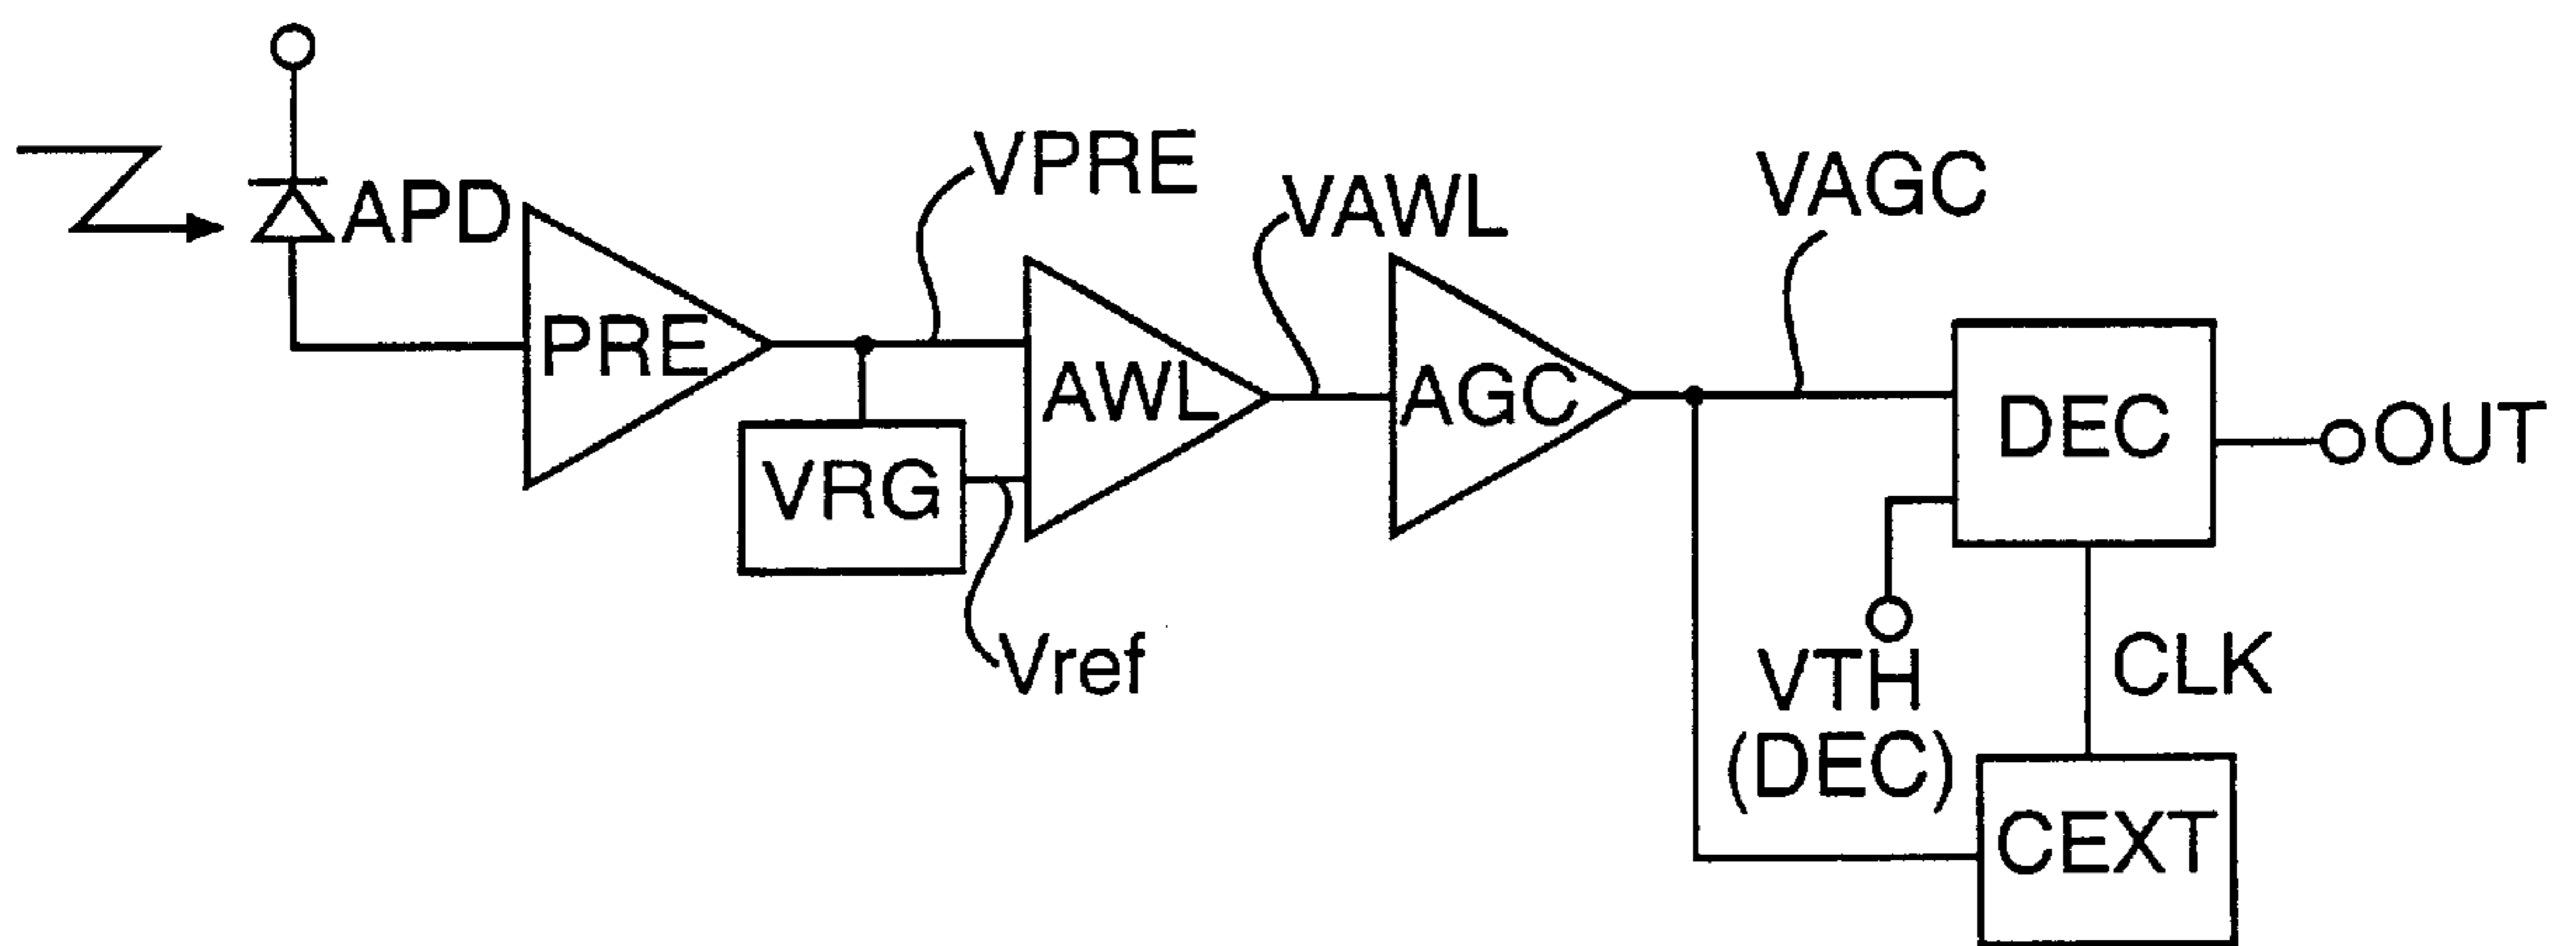 VPRE
VAWL
VAGC
APD
PRE
AWL
AGC
DEC
OUT
VRG
Vref
VTH
(DEC)
CLK
CEXT